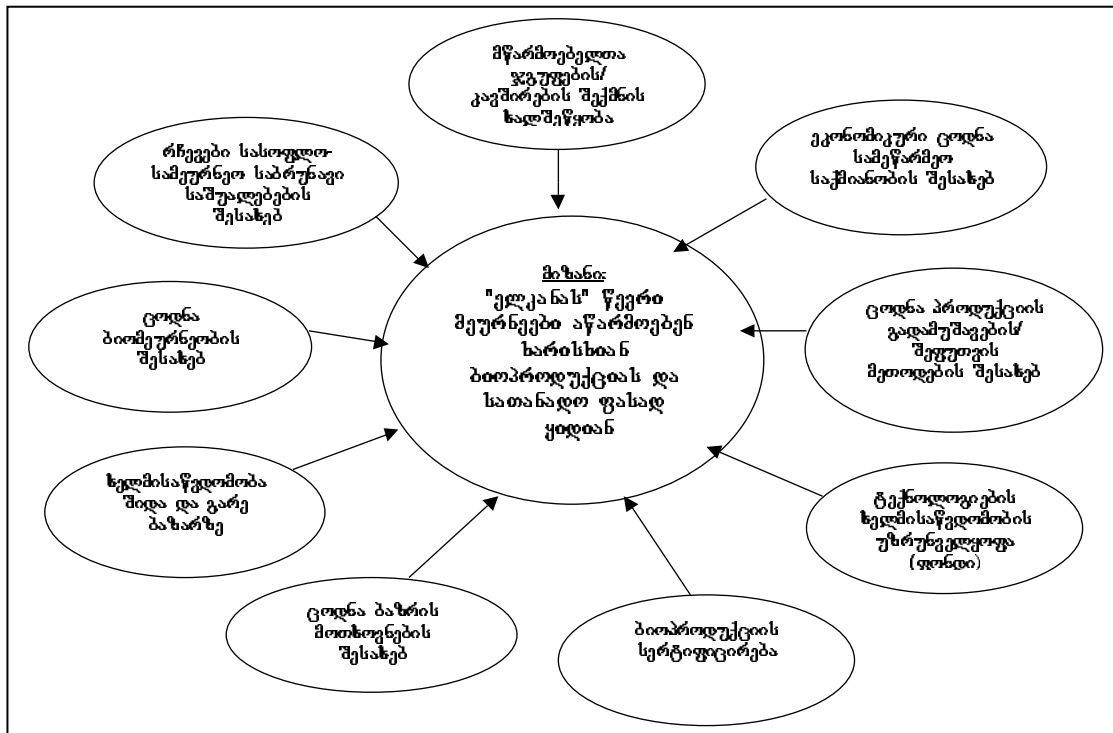 მწარმოებელთა
ჯგუფების/
კავშირების შექმნის
ხალშეწყობა
ეკონომიკური ცოდნა
სამეწარმეო
საქმიანობის შესახებ
რჩევები სასოფლო-
სამეურნეო საბრუნავი
საშუალებების
შესახებ
მიზანი:
"ელკანას" წევრი
მეურნეები აწარმოებენ
ხარისხიან
ბიოპროდუქციას და
სათანადო ფასად
ყიდიან
ცოდნა
ბიომეურნეობის
შესახებ
ცოდნა პროდუქციის
გადამუშავების/
შეფუთვის
მეთოდების შესახებ
ხელმისაწვდომობა
შიდა და გარე
ბაზარზე
ტექნოლოგიების
ხელმისაწვდომობის
უზრუნველყოფა
(ფონდი)
ცოდნა ბაზრის
მოთხოვნების
შესახებ
ბიოპროდუქციის
სერტიფიცირება